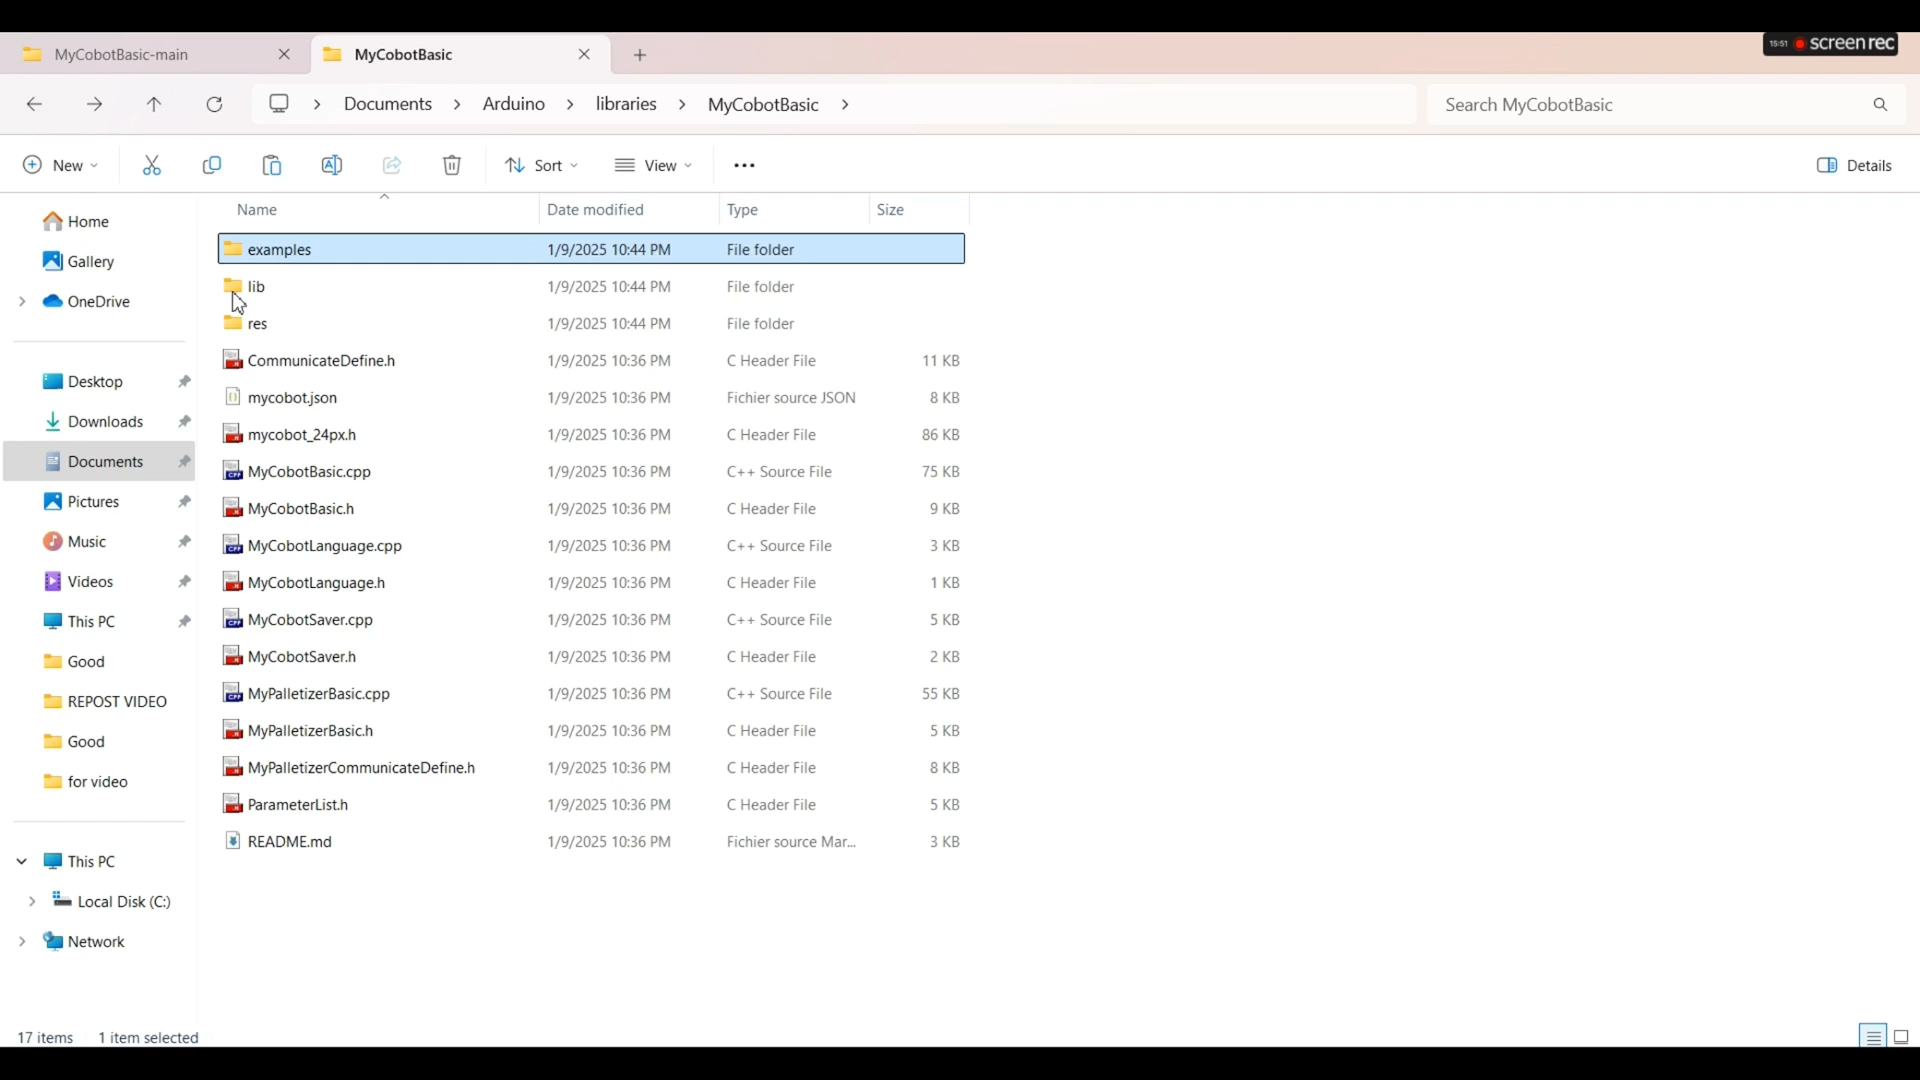 MyCobotBasic-main
MyCobotBasic
15:51 screenrec
Documents > Arduino > libraries > MyCobotBasic >
Search MyCobotBasic
New
Sort
View
Details
Name Date modified Type Size
Home
Gallery
OneDrive
Desktop
Downloads
Documents
Pictures
Music
Videos
This PC
Good
REPOST VIDEO
Good
for video
This PC
Local Disk (C:)
Network
examples 1/9/2025 10:44 PM File folder
lib 1/9/2025 10:44 PM File folder
res 1/9/2025 10:44 PM File folder
CommunicateDefine.h 1/9/2025 10:36 PM C Header File 11 KB
mycobot.json 1/9/2025 10:36 PM Fichier source JSON 8 KB
mycobot_24px.h 1/9/2025 10:36 PM C Header File 86 KB
MyCobotBasic.cpp 1/9/2025 10:36 PM C++ Source File 75 KB
MyCobotBasic.h 1/9/2025 10:36 PM C Header File 9 KB
MyCobotLanguage.cpp 1/9/2025 10:36 PM C++ Source File 3 KB
MyCobotLanguage.h 1/9/2025 10:36 PM C Header File 1 KB
MyCobotSaver.cpp 1/9/2025 10:36 PM C++ Source File 5 KB
MyCobotSaver.h 1/9/2025 10:36 PM C Header File 2 KB
MyPalletizerBasic.cpp 1/9/2025 10:36 PM C++ Source File 55 KB
MyPalletizerBasic.h 1/9/2025 10:36 PM C Header File 5 KB
MyPalletizerCommunicateDefine.h 1/9/2025 10:36 PM C Header File 8 KB
ParameterList.h 1/9/2025 10:36 PM C Header File 5 KB
README.md 1/9/2025 10:36 PM Fichier source Mar... 3 KB
17 items 1 item selected